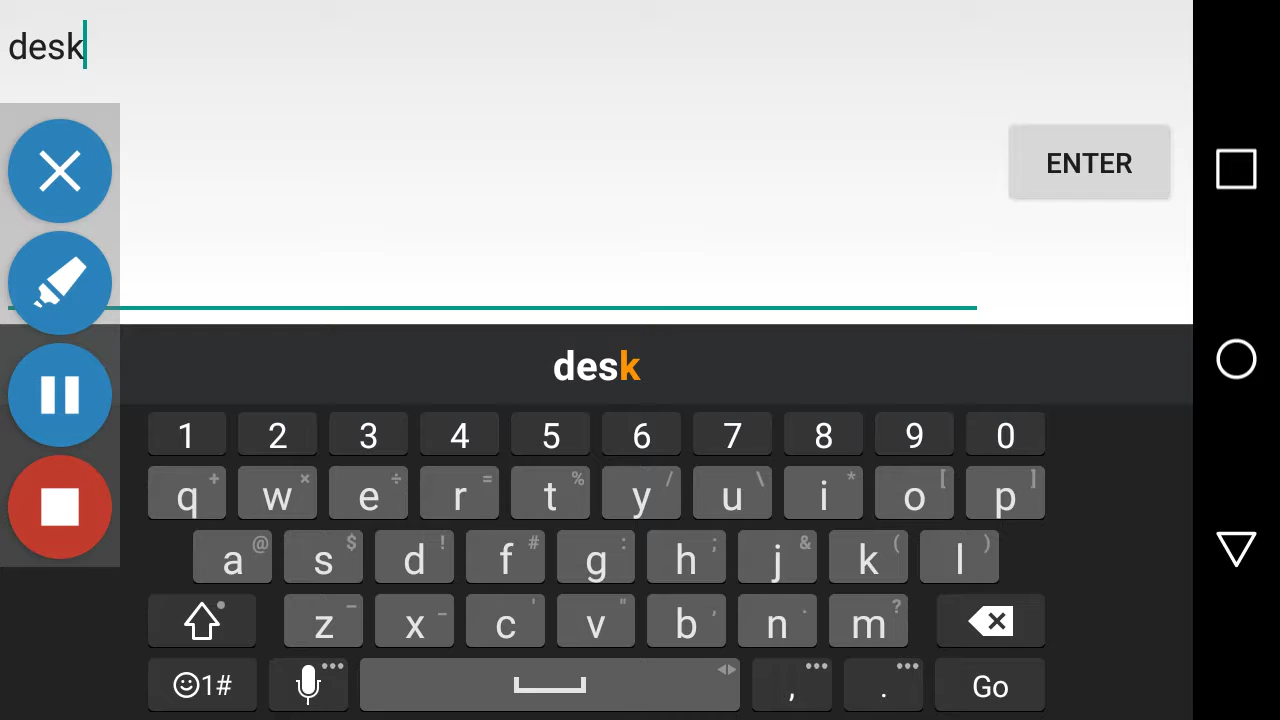 desk
ENTER
desk
1 2 3 4 5 6 7 8 9 0
q + w × e ÷ r = t % y / u \ i * o [ p ]
a @ s $ d ! f # g : h ; j & k ( l )
z – x _ c ' v " b , n . m ?
1# , . Go